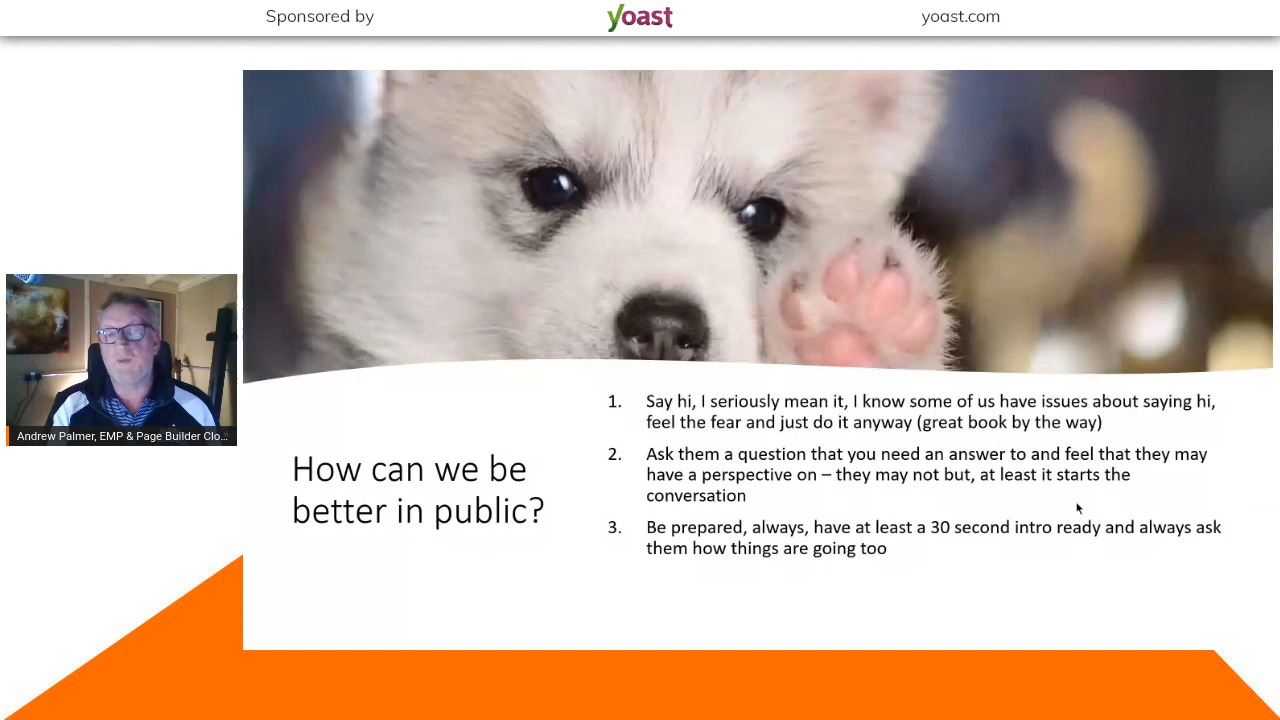 Sponsored by
yoast
yoast.com
Andrew Palmer, EMP & Page Builder Clo...
How can we be
better in public?
1. Say hi, I seriously mean it, I know some of us have issues about saying hi,
feel the fear and just do it anyway (great book by the way)
2. Ask them a question that you need an answer to and feel that they may
have a perspective on – they may not but, at least it starts the
conversation
3. Be prepared, always, have at least a 30 second intro ready and always ask
them how things are going too